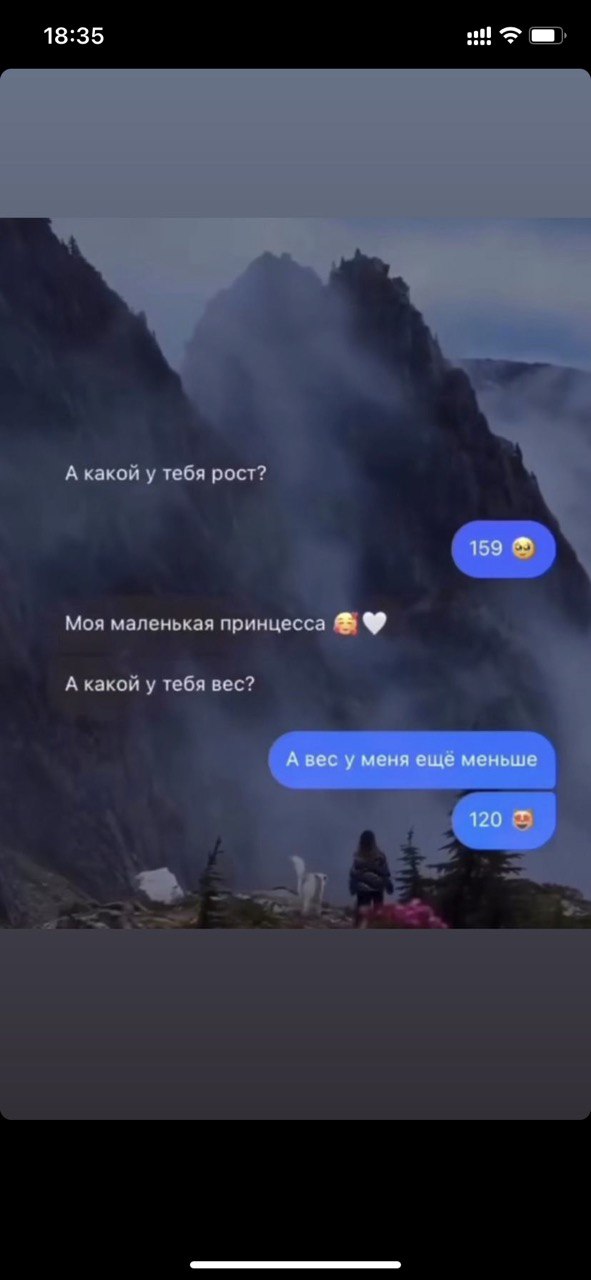 18:35
А какой у тебя рост?
159 🥹
Моя маленькая принцесса 🥰🤍
А какой у тебя вес?
А вес у меня ещё меньше
120 😻